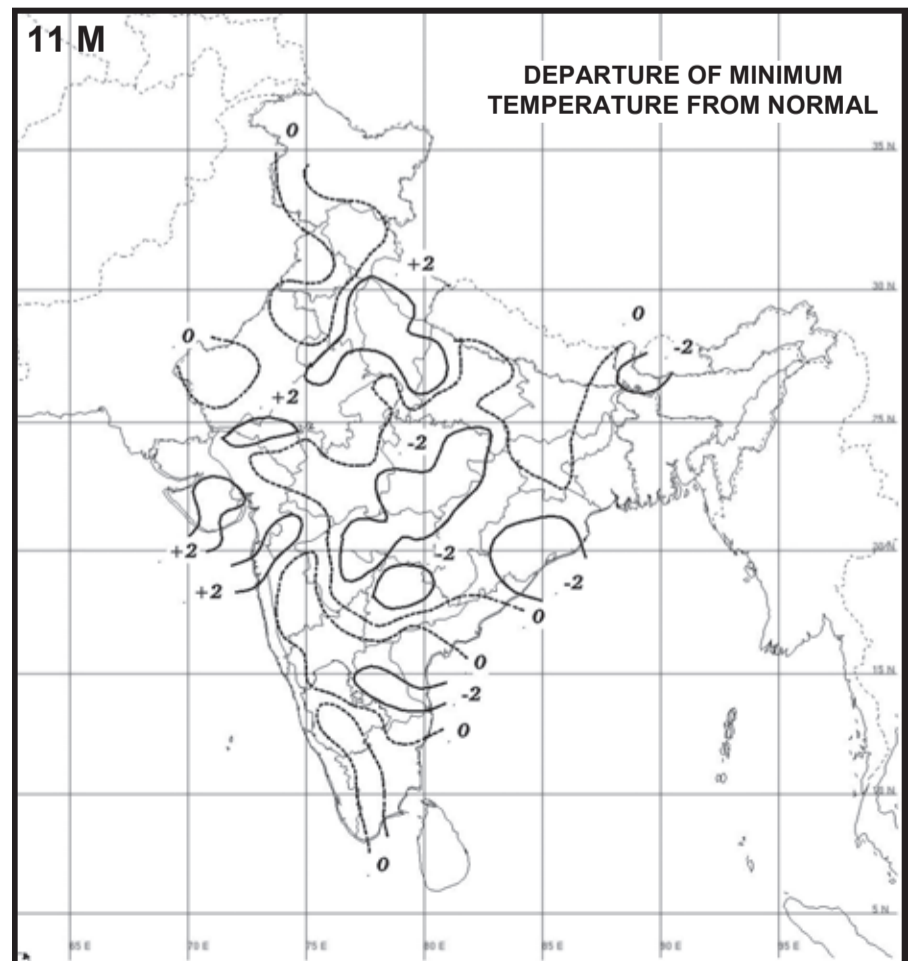 11 M
DEPARTURE OF MINIMUM
TEMPERATURE FROM NORMAL
0
35 N
+2
30 N
0
0
-2
+2
25 N
-2
+2
20 N
-2
+2
-2
0
0
15 N
-2
0
10 N
0
5 N
65 E
70 E
75 E
80 E
85 E
90 E
95 E